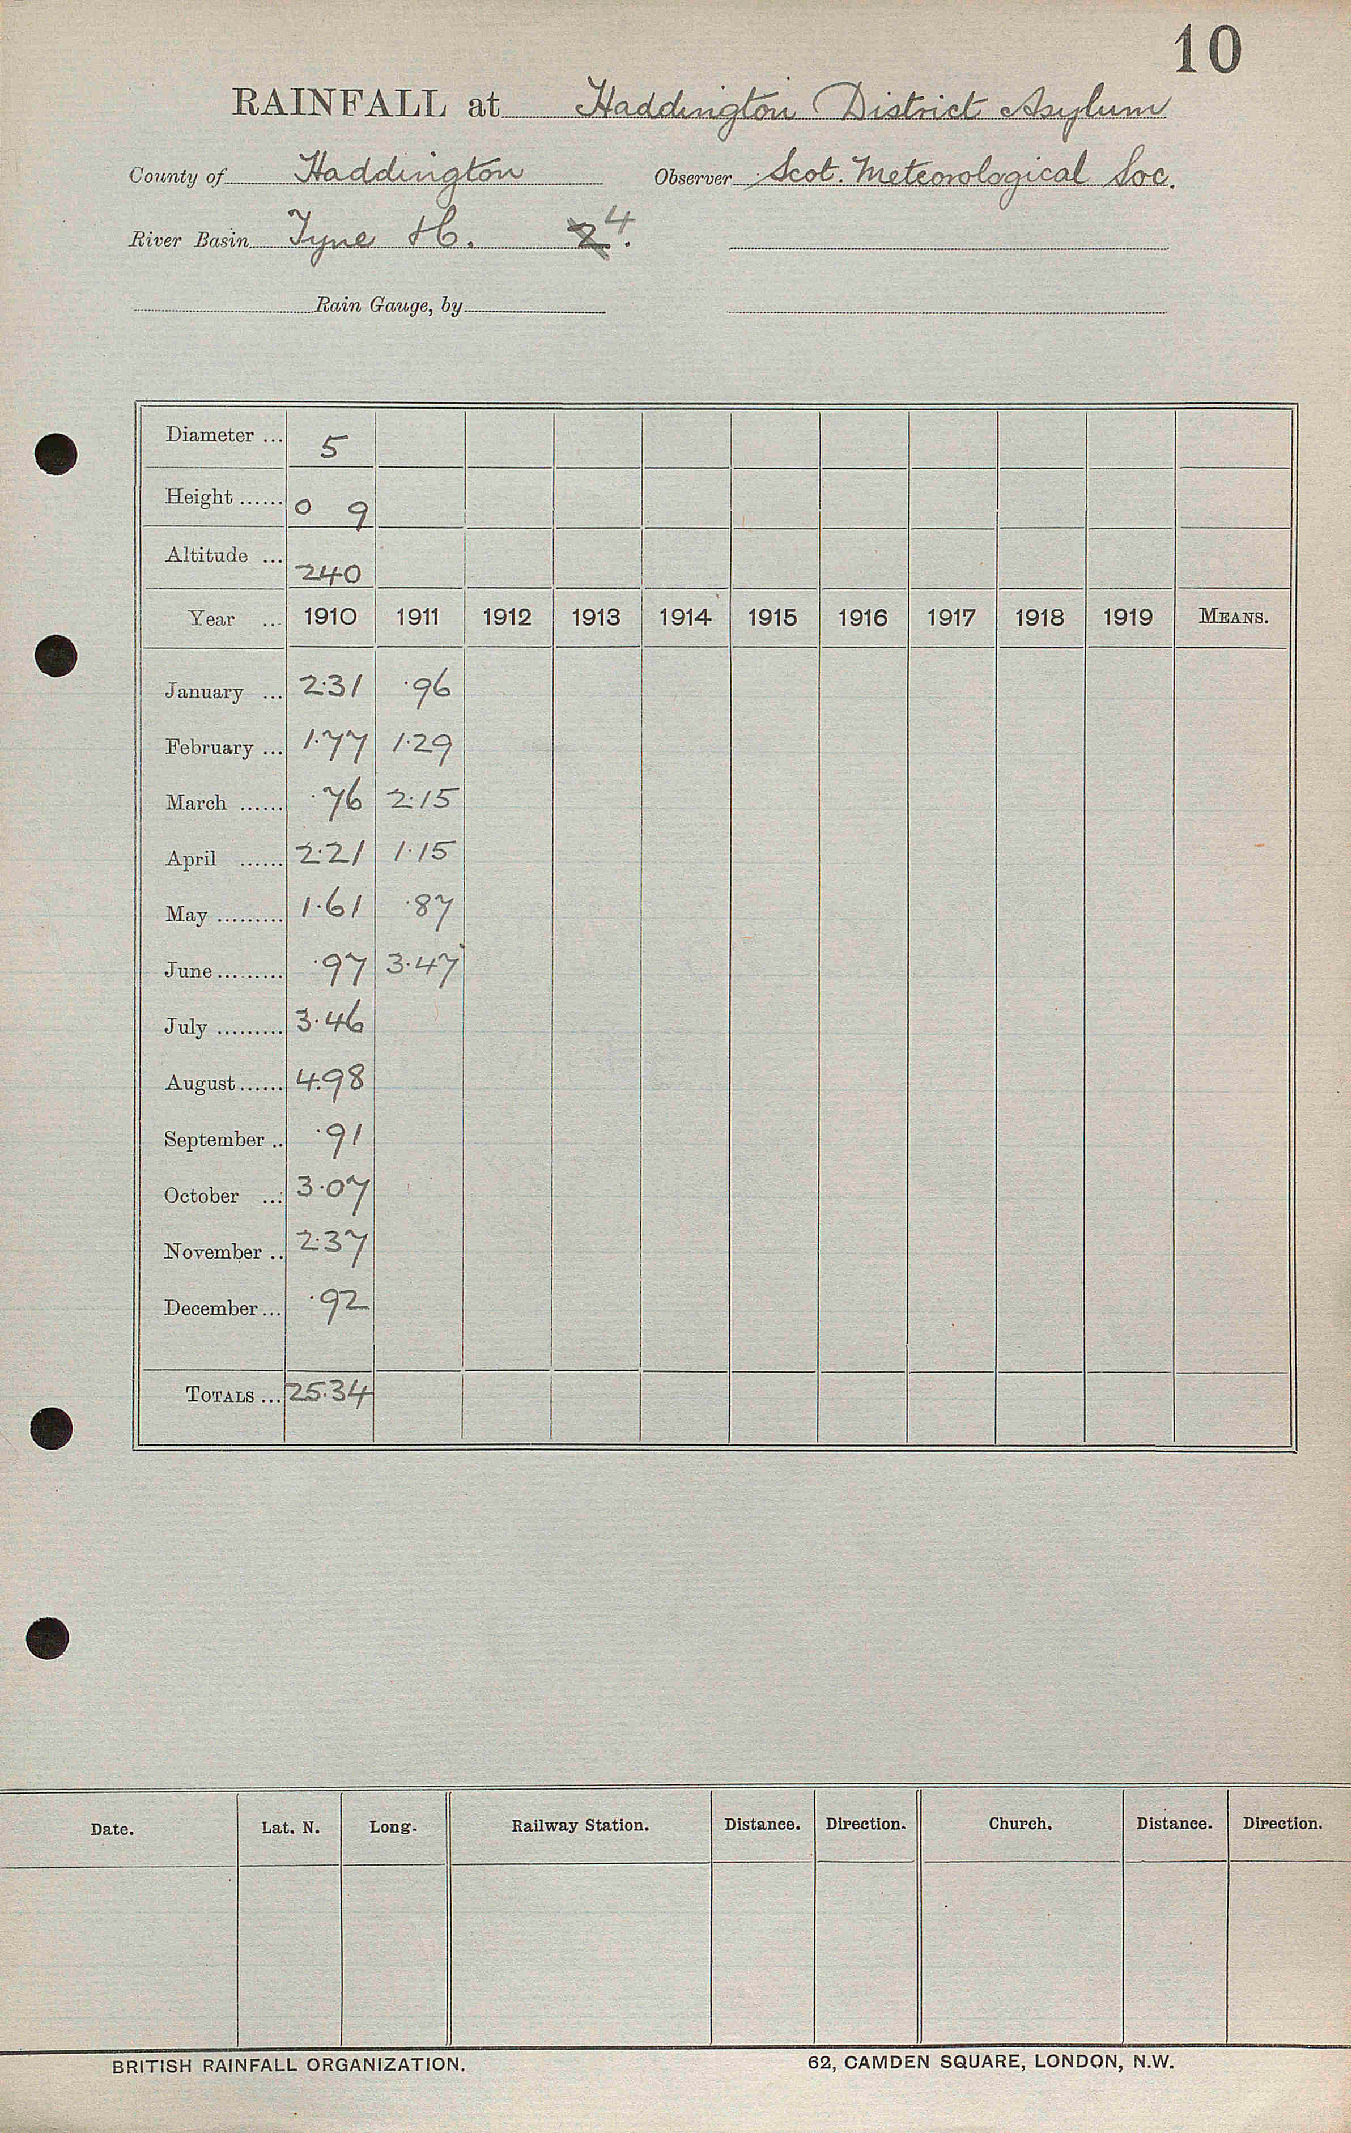 10
RAINFALL at Haddington District Asylum
County of Haddington Observer Scot. Meteorological Soc.
River Basin Tyne H. 2 4.
Rain Gauge, by
Diameter ... 5
Height ...... 0 9
Altitude ... 240
Year ... 1910 1911 1912 1913 1914 1915 1916 1917 1918 1919 MEANS.
January ... 2.31 .96
February ... 1.77 1.29
March ...... .76 2.15
April ...... 2.21 1.15
May ......... 1.61 .87
June ......... .97 3.47
July ......... 3.46
August ...... 4.98
September .. .91
October ... 3.07
November .. 2.37
December ... .92
TOTALS ... 25.34
Date. Lat. N. Long. Railway Station. Distance. Direction. Church. Distance. Direction.
BRITISH RAINFALL ORGANIZATION. 62, CAMDEN SQUARE, LONDON, N.W.